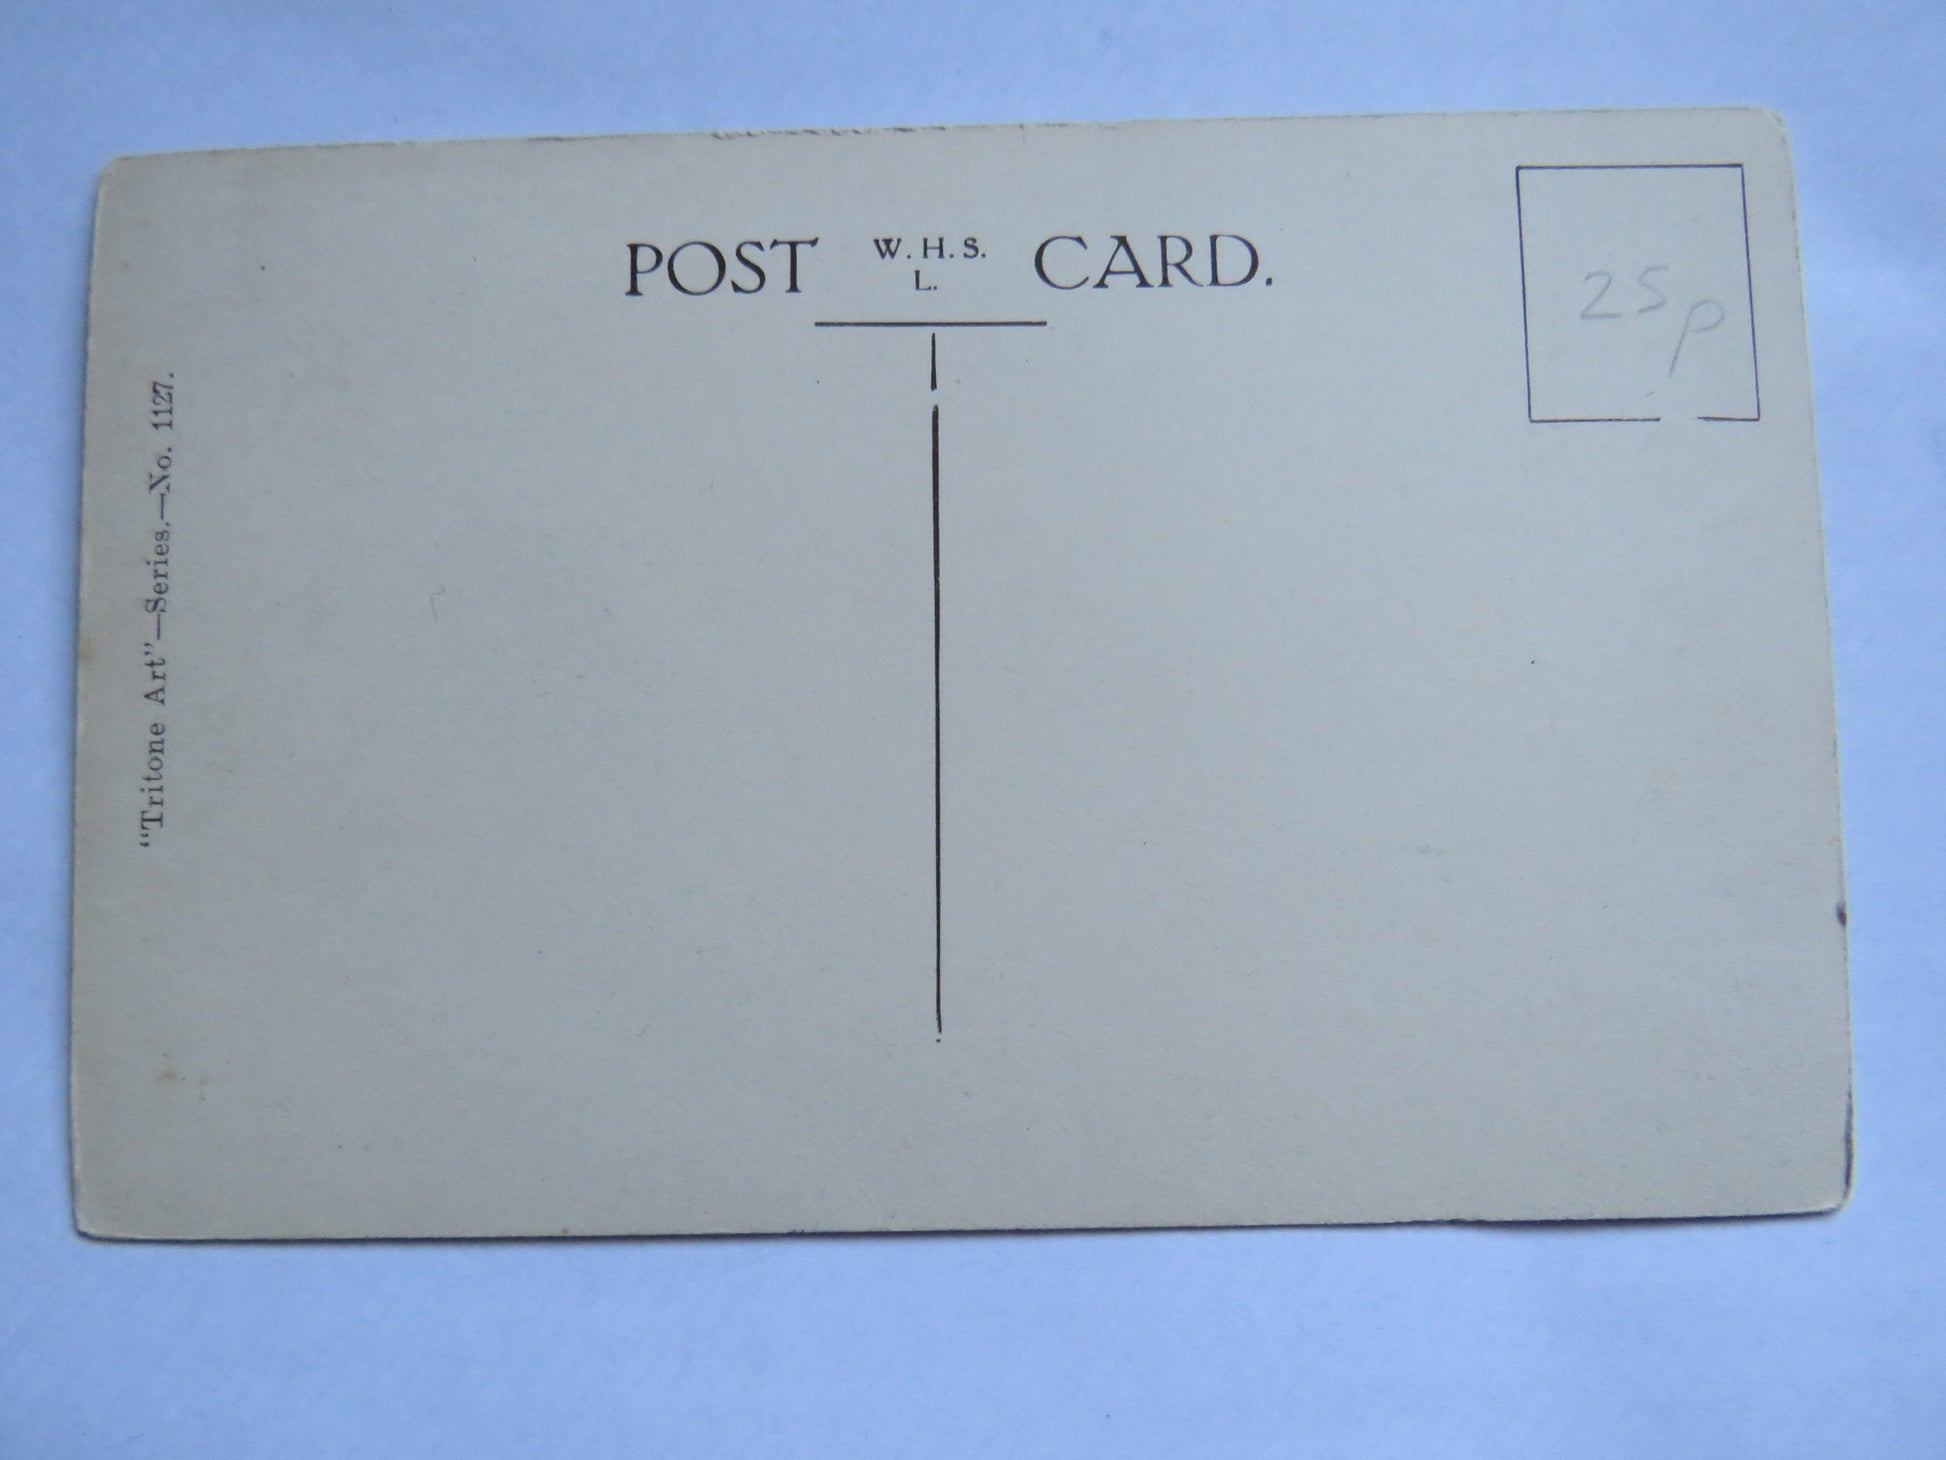 POST W. H. S. CARD.
L.
25p
"Tritone Art"—Series.—No. 1127.